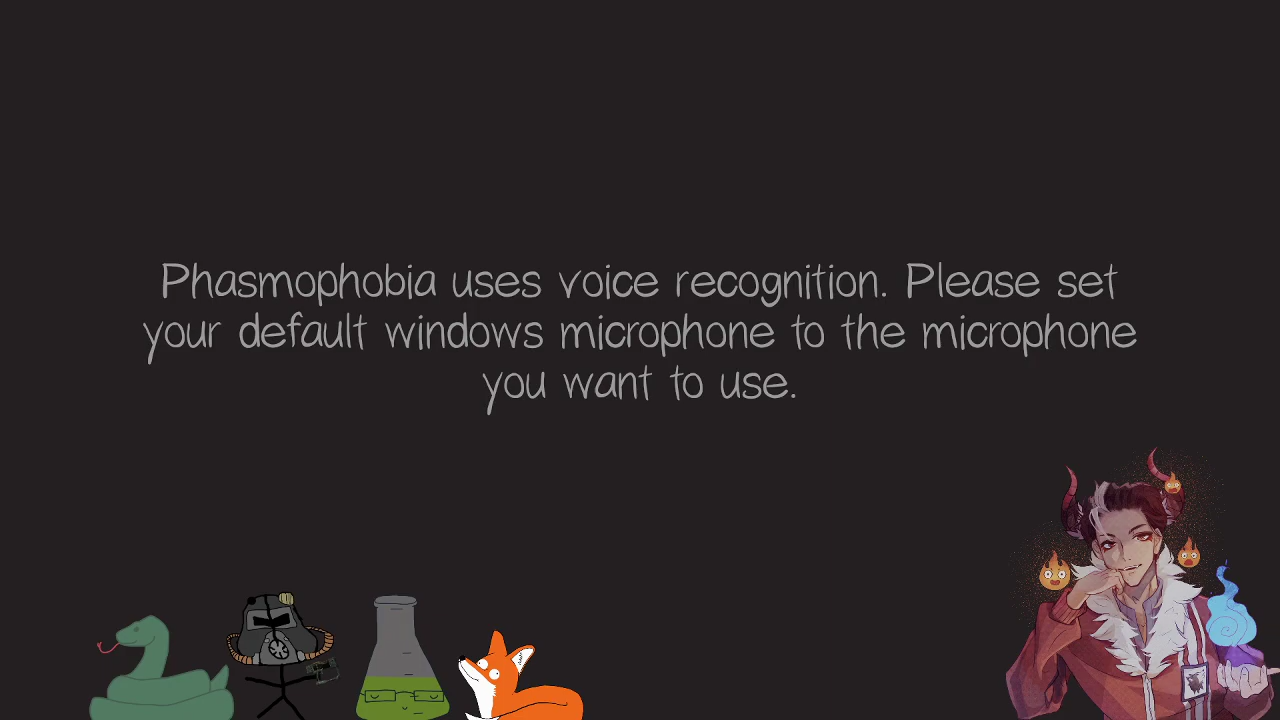 Phasmophobia uses voice recognition. Please set
your default windows microphone to the microphone
you want to use.